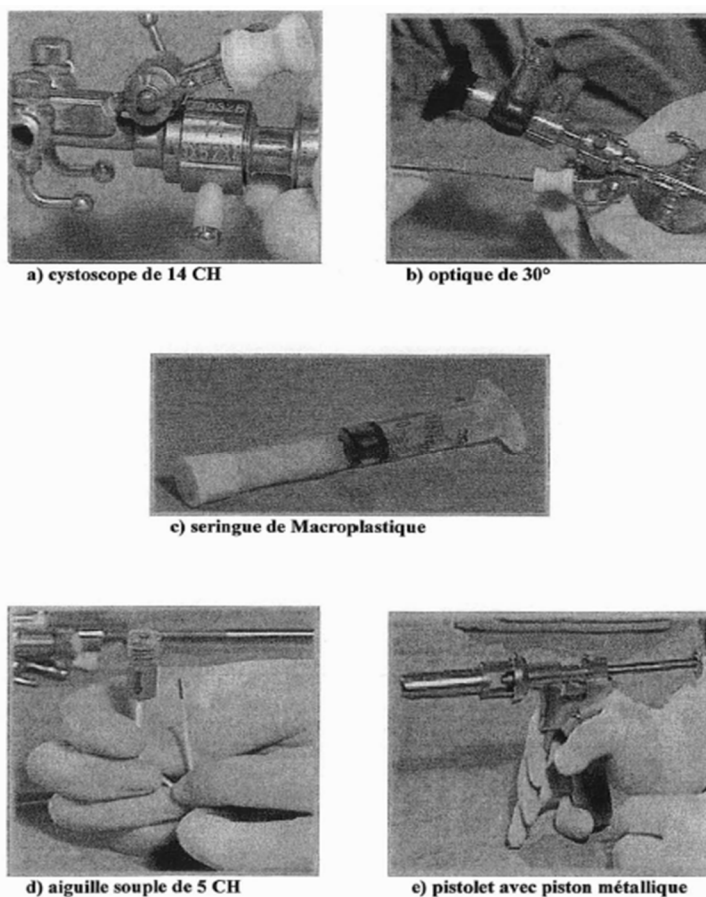 a) cystoscope de 14 CH
b) optique de 30°
c) seringue de Macroplastique
d) aiguille souple de 5 CH
e) pistolet avec piston métallique